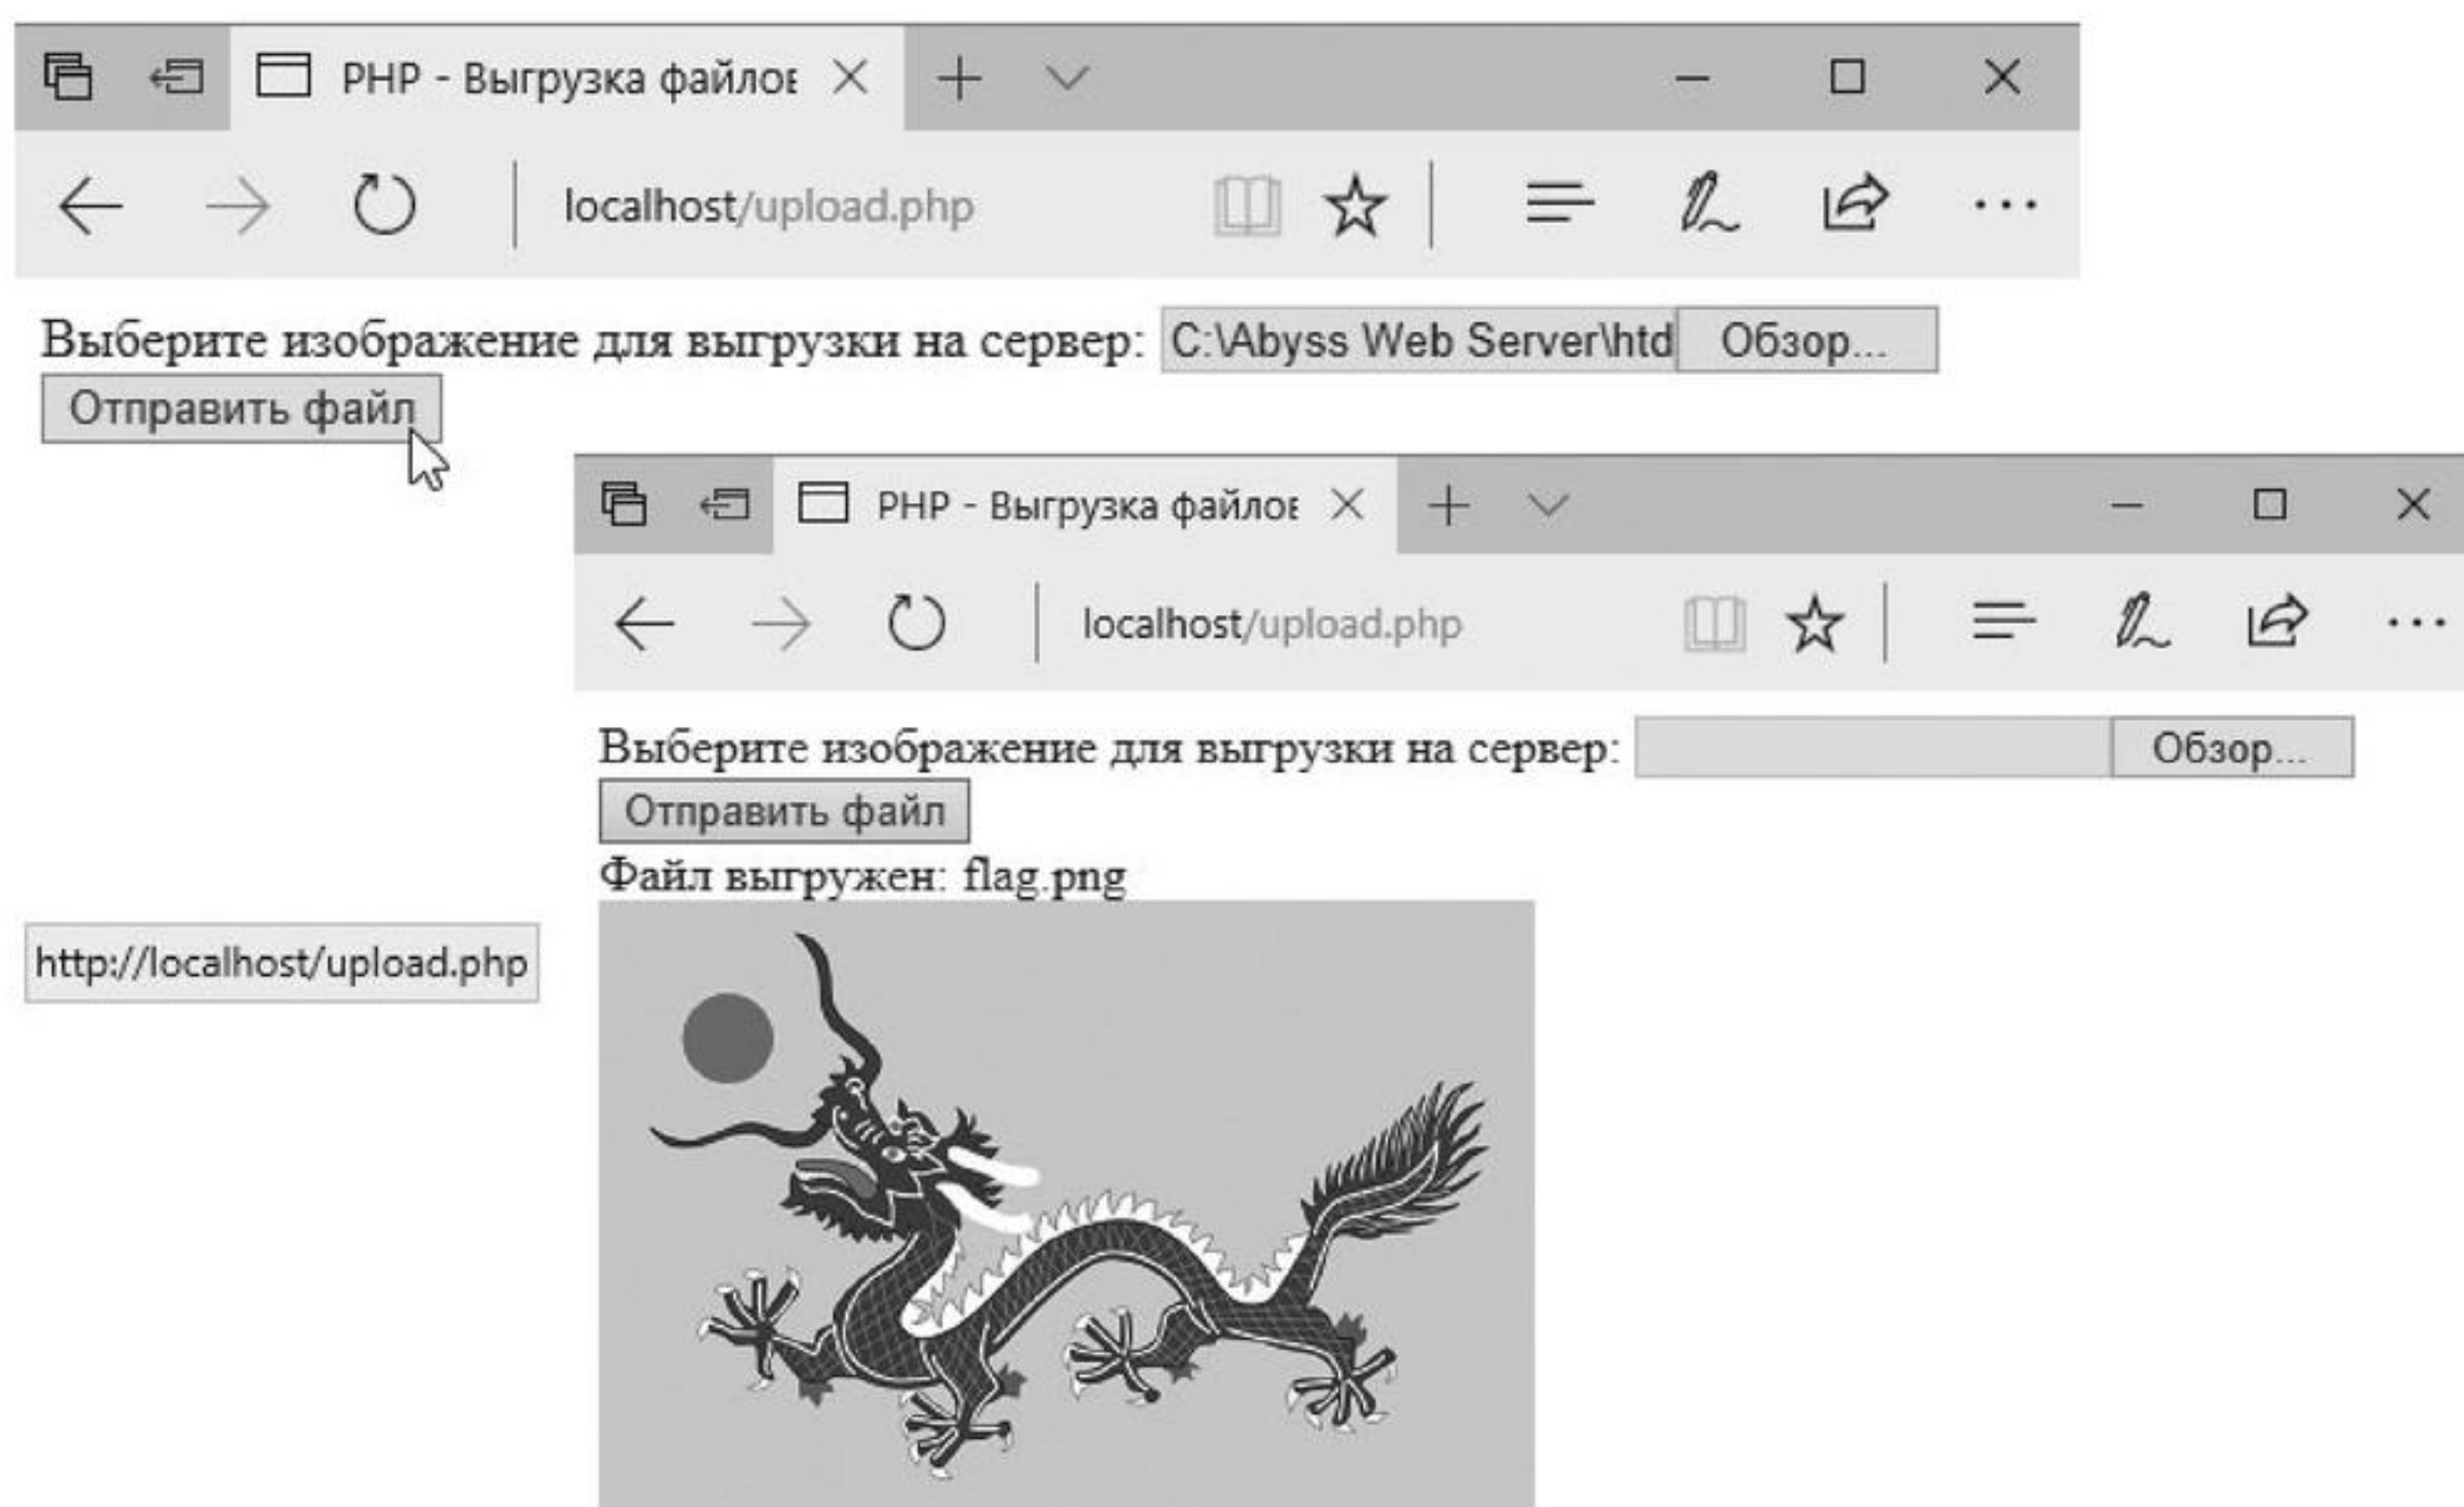 PHP - Выгрузка файлов
localhost/upload.php
Выберите изображение для выгрузки на сервер: C:\Abyss Web Server\htd Обзор...
Отправить файл
PHP - Выгрузка файлов
localhost/upload.php
Выберите изображение для выгрузки на сервер: Обзор...
Отправить файл
Файл выгружен: flag.png
http://localhost/upload.php